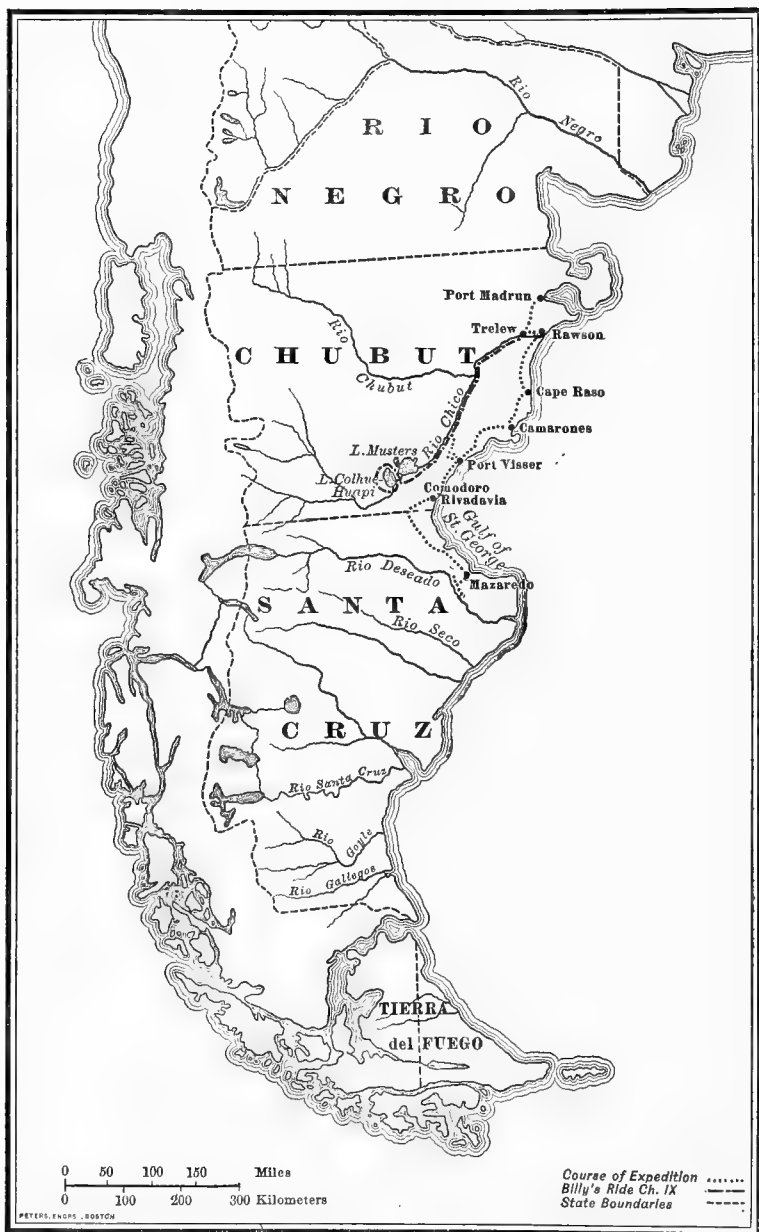 Rio
Negro
RIO
NEGRO
Port Madrun
Trelew
Rawson
CHUBUT
Rio
Chubut
Rio Chico
Cape Raso
Camarones
L. Musters
L. Colhue
Huapi
Port Visser
Comodoro
Rivadavia
Gulf of
St George
Rio Deseado
Mazaredo
SANTA
Rio Seco
CRUZ
Rio Santa Cruz
Rio
Goyle
Rio Gallegos
TIERRA
del FUEGO
0 50 100 150 Miles
0 100 200 300 Kilometers
Course of Expedition
Billy's Ride Ch. IX
State Boundaries
PETERS, ENGRS., BOSTON